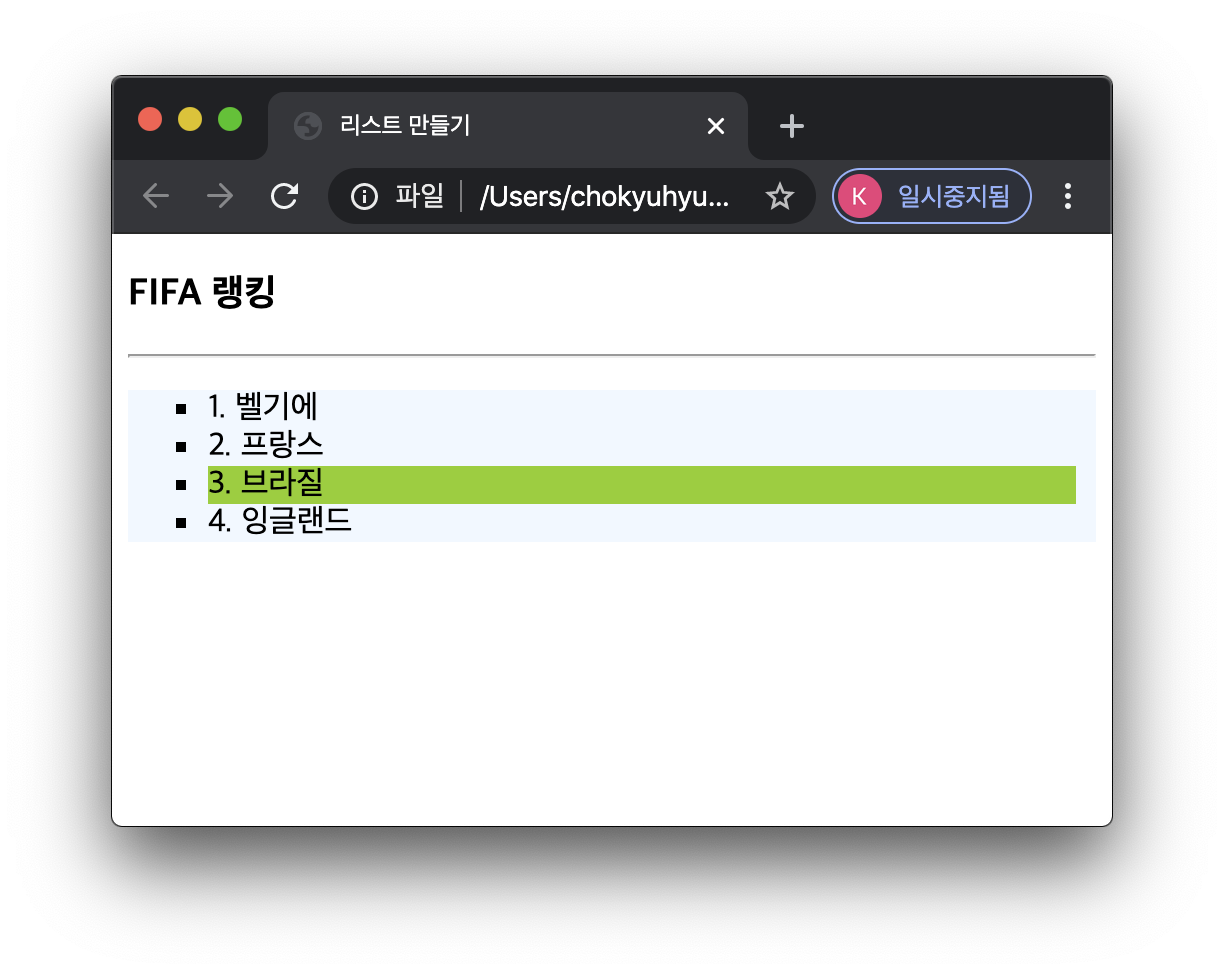 리스트 만들기
파일 /Users/chokyuhyu... K 일시중지됨
FIFA 랭킹
1. 벨기에
2. 프랑스
3. 브라질
4. 잉글랜드